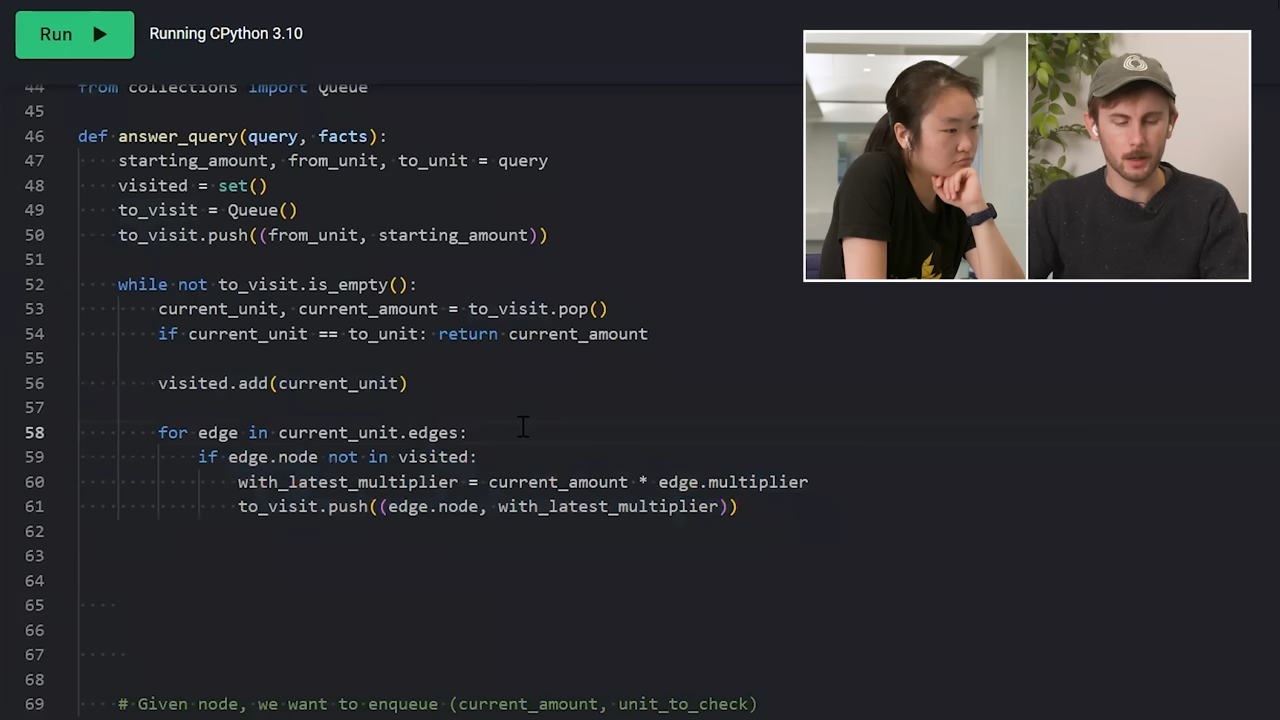 Run
Running CPython 3.10
44 from collections import Queue
45
46 def answer_query(query, facts):
47 starting_amount, from_unit, to_unit = query
48 visited = set()
49 to_visit = Queue()
50 to_visit.push((from_unit, starting_amount))
51
52 while not to_visit.is_empty():
53 current_unit, current_amount = to_visit.pop()
54 if current_unit == to_unit: return current_amount
55
56 visited.add(current_unit)
57
58 for edge in current_unit.edges:
59 if edge.node not in visited:
60 with_latest_multiplier = current_amount * edge.multiplier
61 to_visit.push((edge.node, with_latest_multiplier))
62
63
64
65
66
67
68
69 # Given node, we want to enqueue (current_amount, unit_to_check)